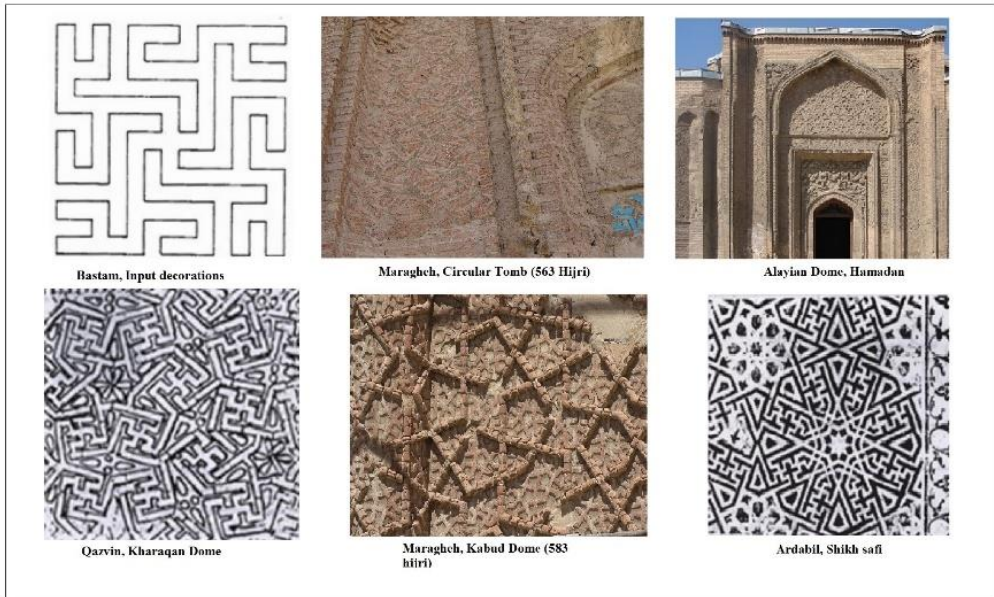 Bastam, Input decorations
Maragheh, Circular Tomb (563 Hijri)
Alayian Dome, Hamadan
Qazvin, Kharaqan Dome
Maragheh, Kabud Dome (583
hijri)
Ardabil, Shikh safi